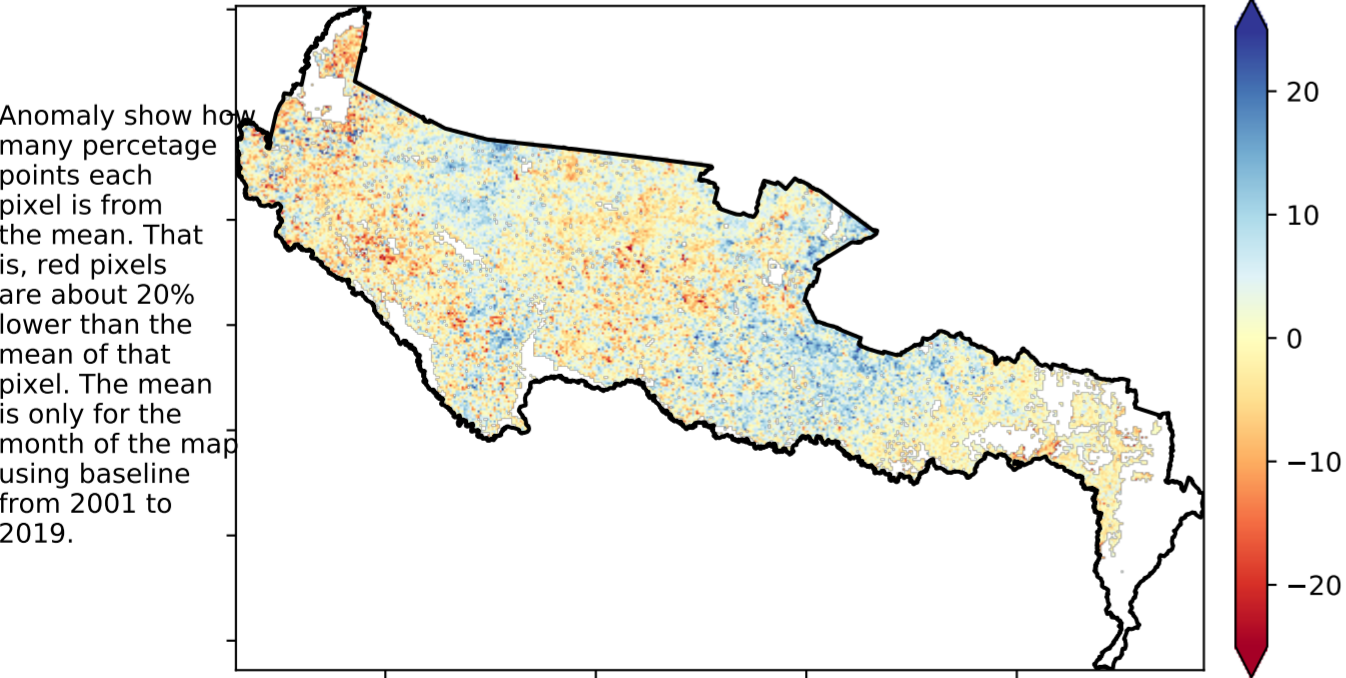 Anomaly show how
many percetage
points each
pixel is from
the mean. That
is, red pixels
are about 20%
lower than the
mean of that
pixel. The mean
is only for the
month of the map
using baseline
from 2001 to
2019.
20
10
0
−10
−20